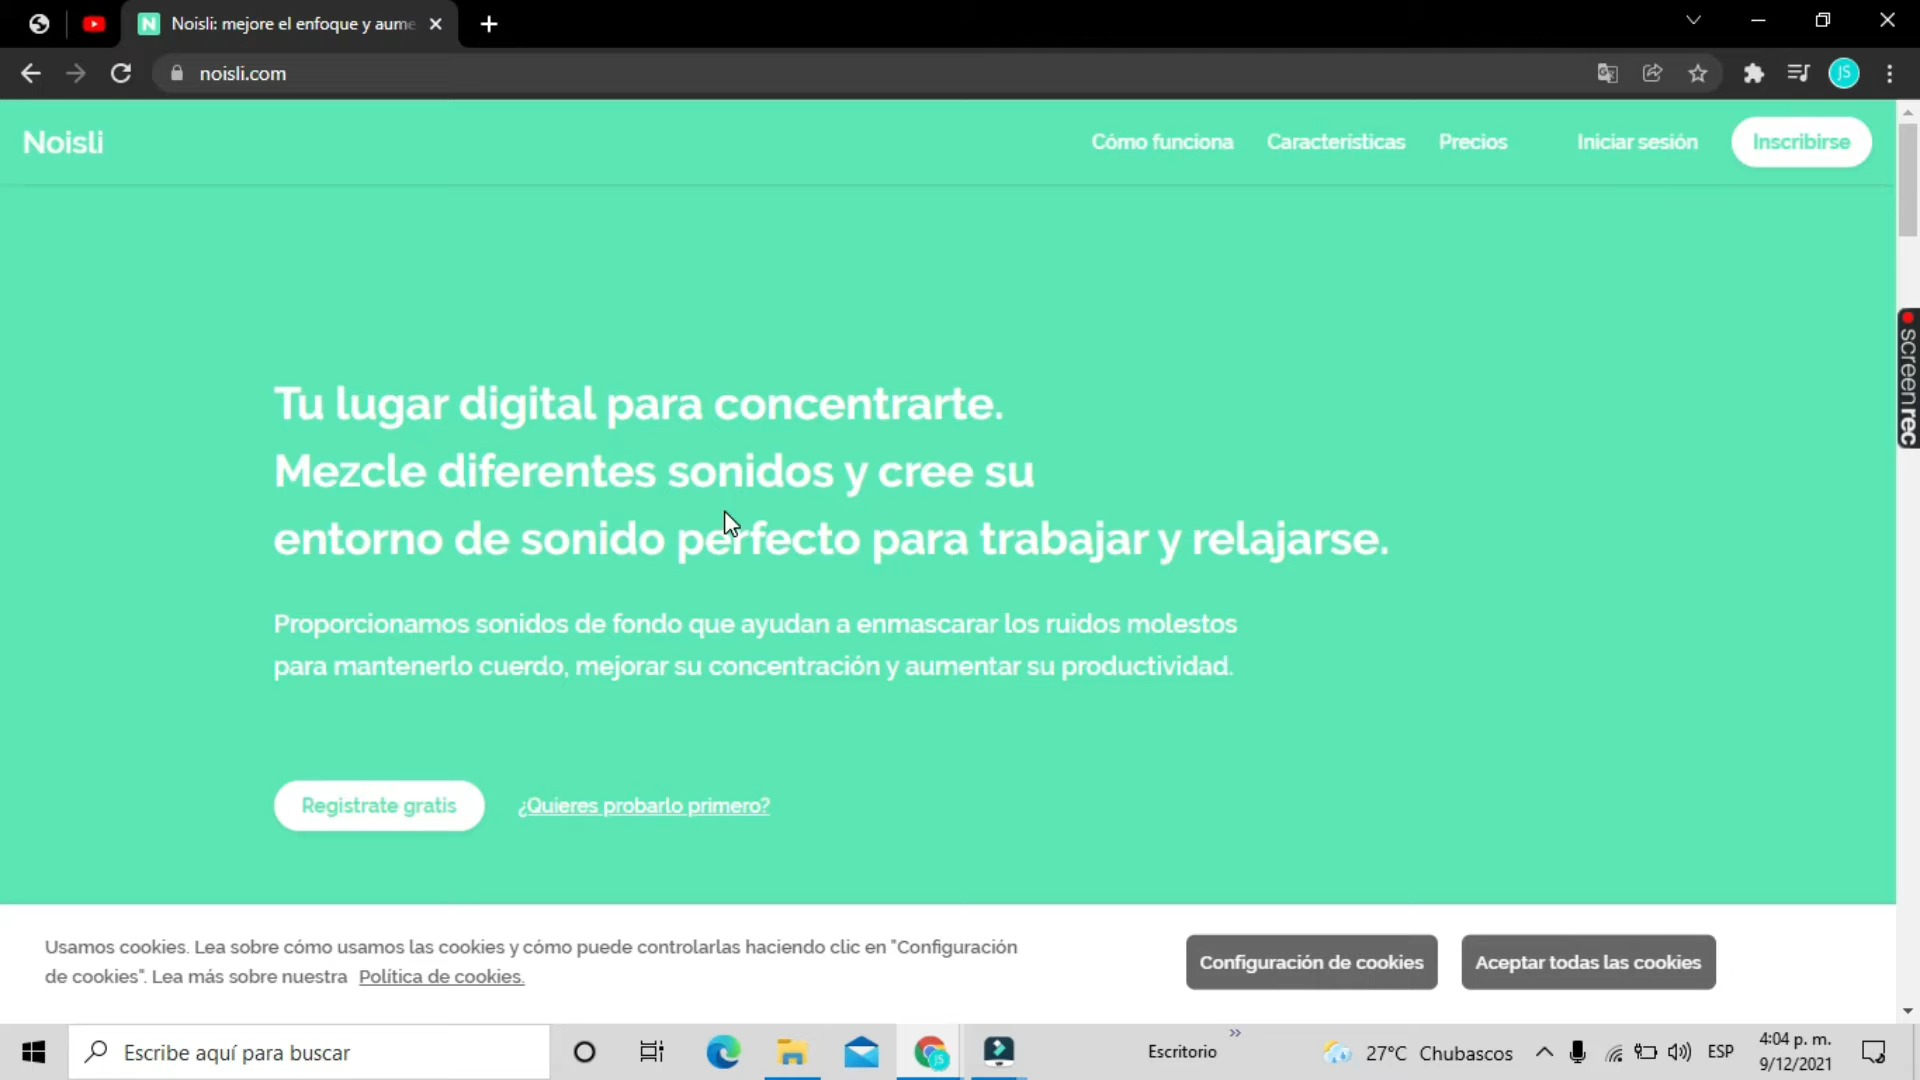 Noisli: mejore el enfoque y aume
noisli.com
JS
Noisli
Cómo funciona
Características
Precios
Iniciar sesión
Inscribirse
Tu lugar digital para concentrarte.
Mezcle diferentes sonidos y cree su
entorno de sonido perfecto para trabajar y relajarse.
Proporcionamos sonidos de fondo que ayudan a enmascarar los ruidos molestos
para mantenerlo cuerdo, mejorar su concentración y aumentar su productividad.
Registrate gratis
¿Quieres probarlo primero?
screenrec
Usamos cookies. Lea sobre cómo usamos las cookies y cómo puede controlarlas haciendo clic en "Configuración
de cookies". Lea más sobre nuestra Política de cookies.
Configuración de cookies
Aceptar todas las cookies
Escribe aquí para buscar
Escritorio
27°C Chubascos
ESP
4:04 p. m.
9/12/2021